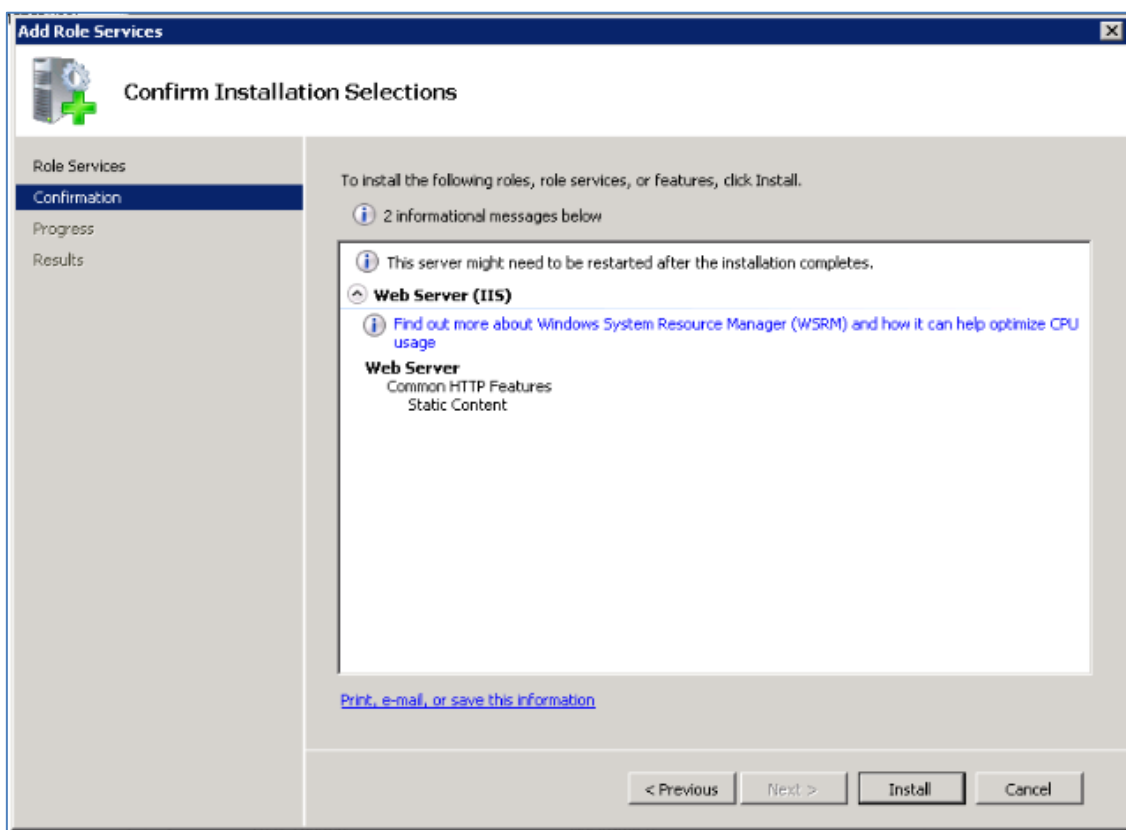 Add Role Services
Confirm Installation Selections
Role Services
Confirmation
Progress
Results
To install the following roles, role services, or features, click Install.
2 informational messages below
This server might need to be restarted after the installation completes.
Web Server (IIS)
Find out more about Windows System Resource Manager (WSRM) and how it can help optimize CPU
usage
Web Server
Common HTTP Features
Static Content
Print, e-mail, or save this information
< Previous
Next >
Install
Cancel